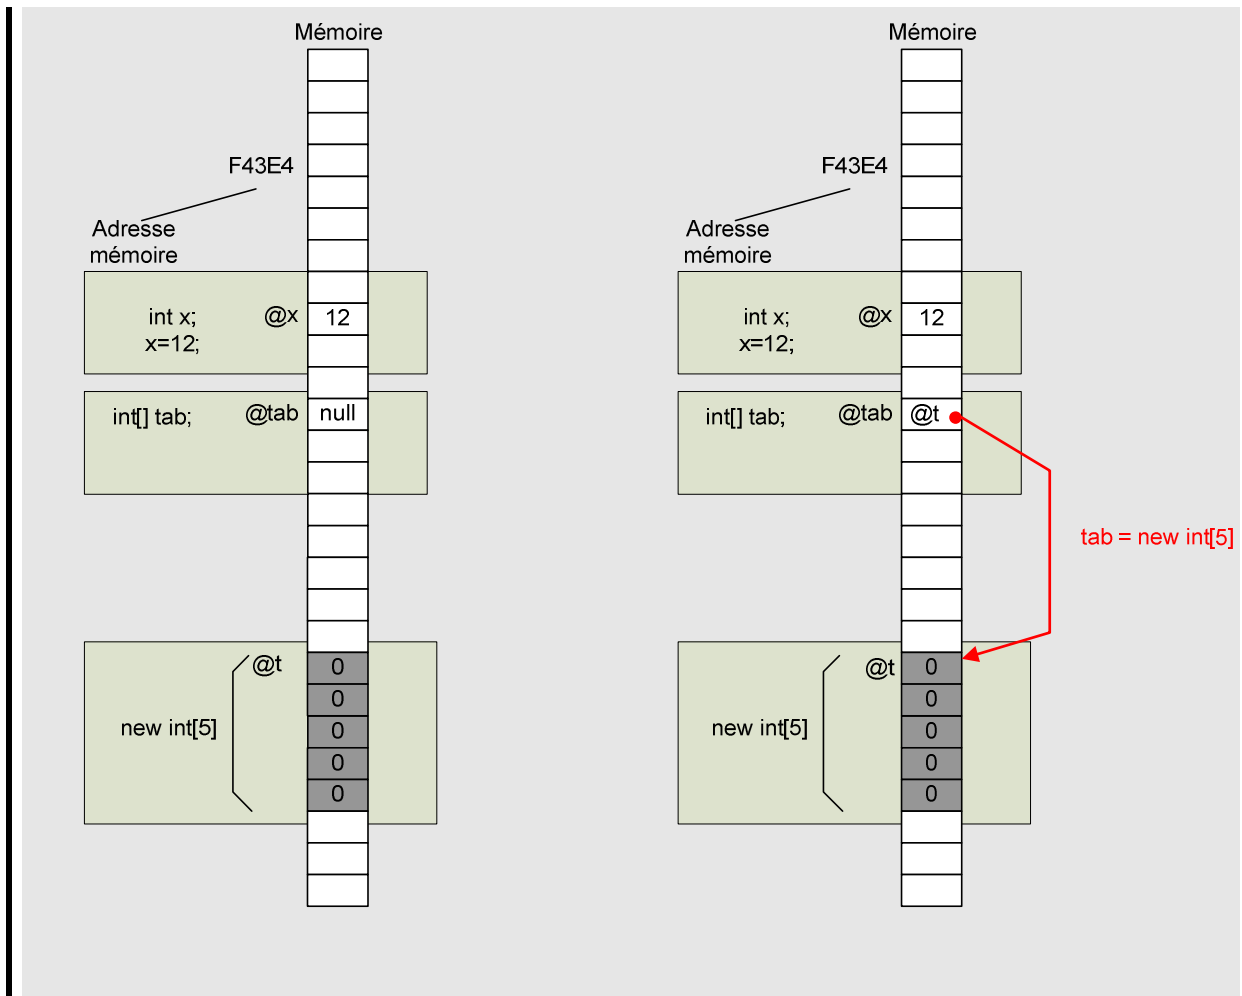 Mémoire
F43E4
Adresse
mémoire
int x;
x=12;
@x
12
int[] tab;
@tab
null
new int[5]
@t
0
0
0
0
0
Mémoire
F43E4
Adresse
mémoire
int x;
x=12;
@x
12
int[] tab;
@tab
@t
tab = new int[5]
new int[5]
@t
0
0
0
0
0